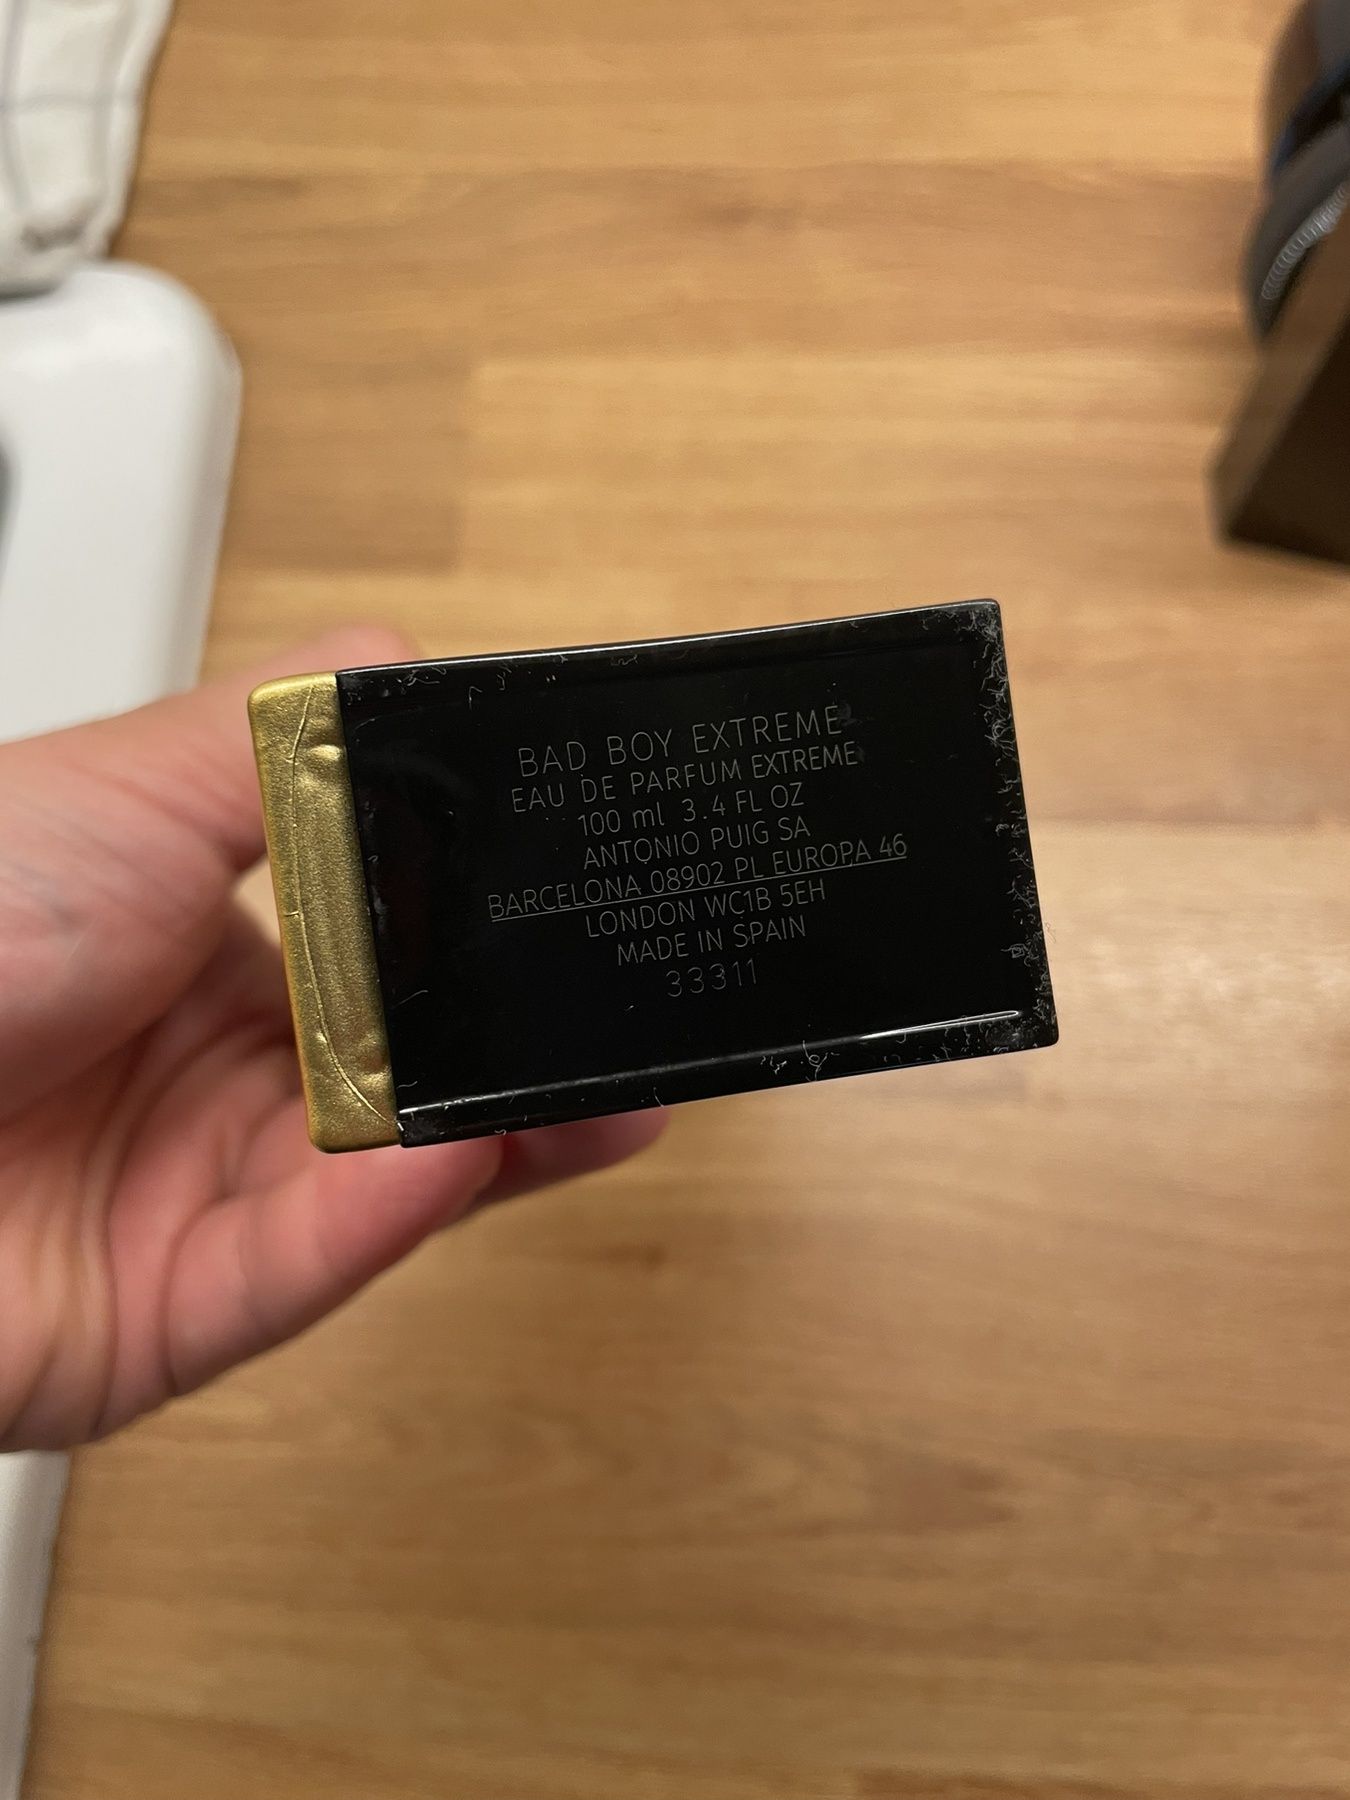 BAD BOY EXTREME
EAU DE PARFUM EXTREME
100 ml 3.4 FL OZ
ANTONIO PUIG SA
BARCELONA 08902 PL EUROPA 46
LONDON WC1B 5EH
MADE IN SPAIN
33311